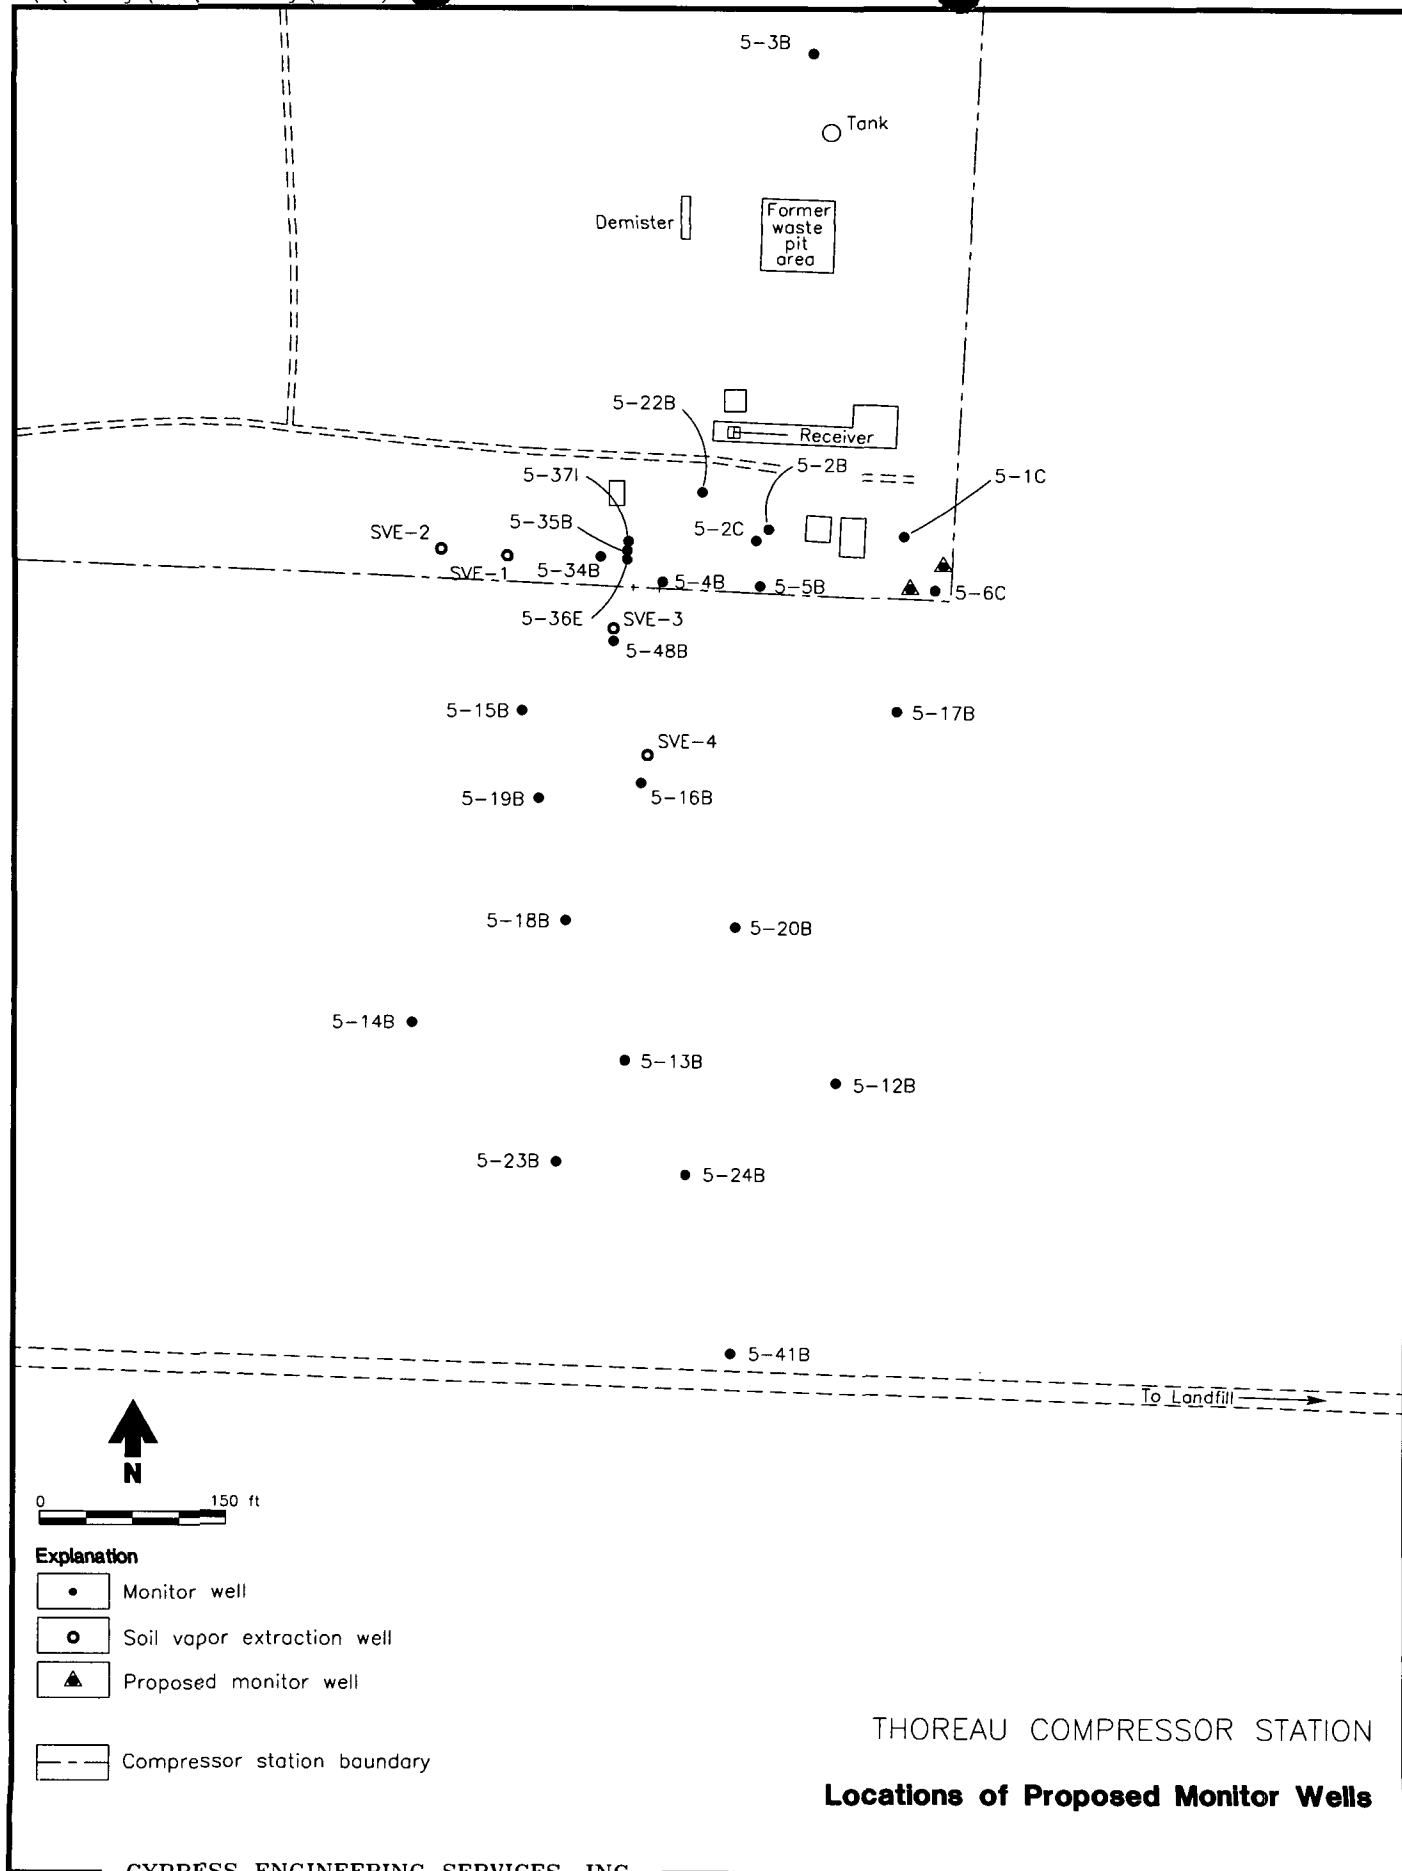 5-3B
Tank
Demister
Former
waste
pit
area
5-22B
Receiver
5-2B
5-37I
5-1C
5-35B
SVE-2
5-2C
SVE-1
5-34B
5-4B
5-5B
5-6C
5-36E
SVE-3
5-48B
5-15B
5-17B
SVE-4
5-19B
5-16B
5-18B
5-20B
5-14B
5-13B
5-12B
5-23B
5-24B
5-41B
To Landfill
N
0 150 ft
Explanation
Monitor well
Soil vapor extraction well
Proposed monitor well
Compressor station boundary
THOREAU COMPRESSOR STATION
Locations of Proposed Monitor Wells
CYPRESS ENGINEERING SERVICES, INC.